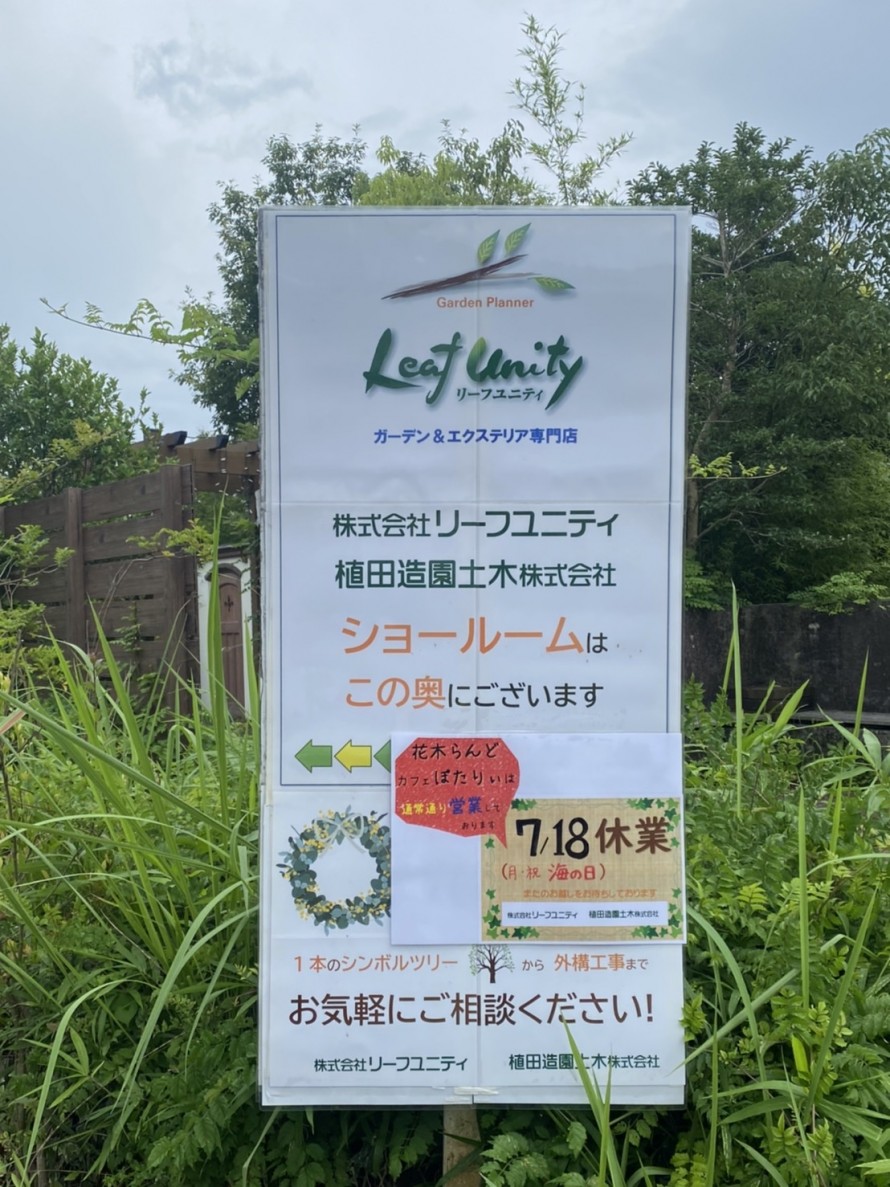 Garden Planner
Leaf Unity
リーフユニティ
ガーデン＆エクステリア専門店
株式会社リーフユニティ
植田造園土木株式会社
ショールームは
この奥にございます
花木らんど
カフェぽたりぃは
通常通り営業して
おります
7/18休業
(月・祝 海の日)
またのお越しをお待ちしております
株式会社リーフユニティ 植田造園土木株式会社
1本のシンボルツリー から 外構工事まで
お気軽にご相談ください!
株式会社リーフユニティ 植田造園土木株式会社